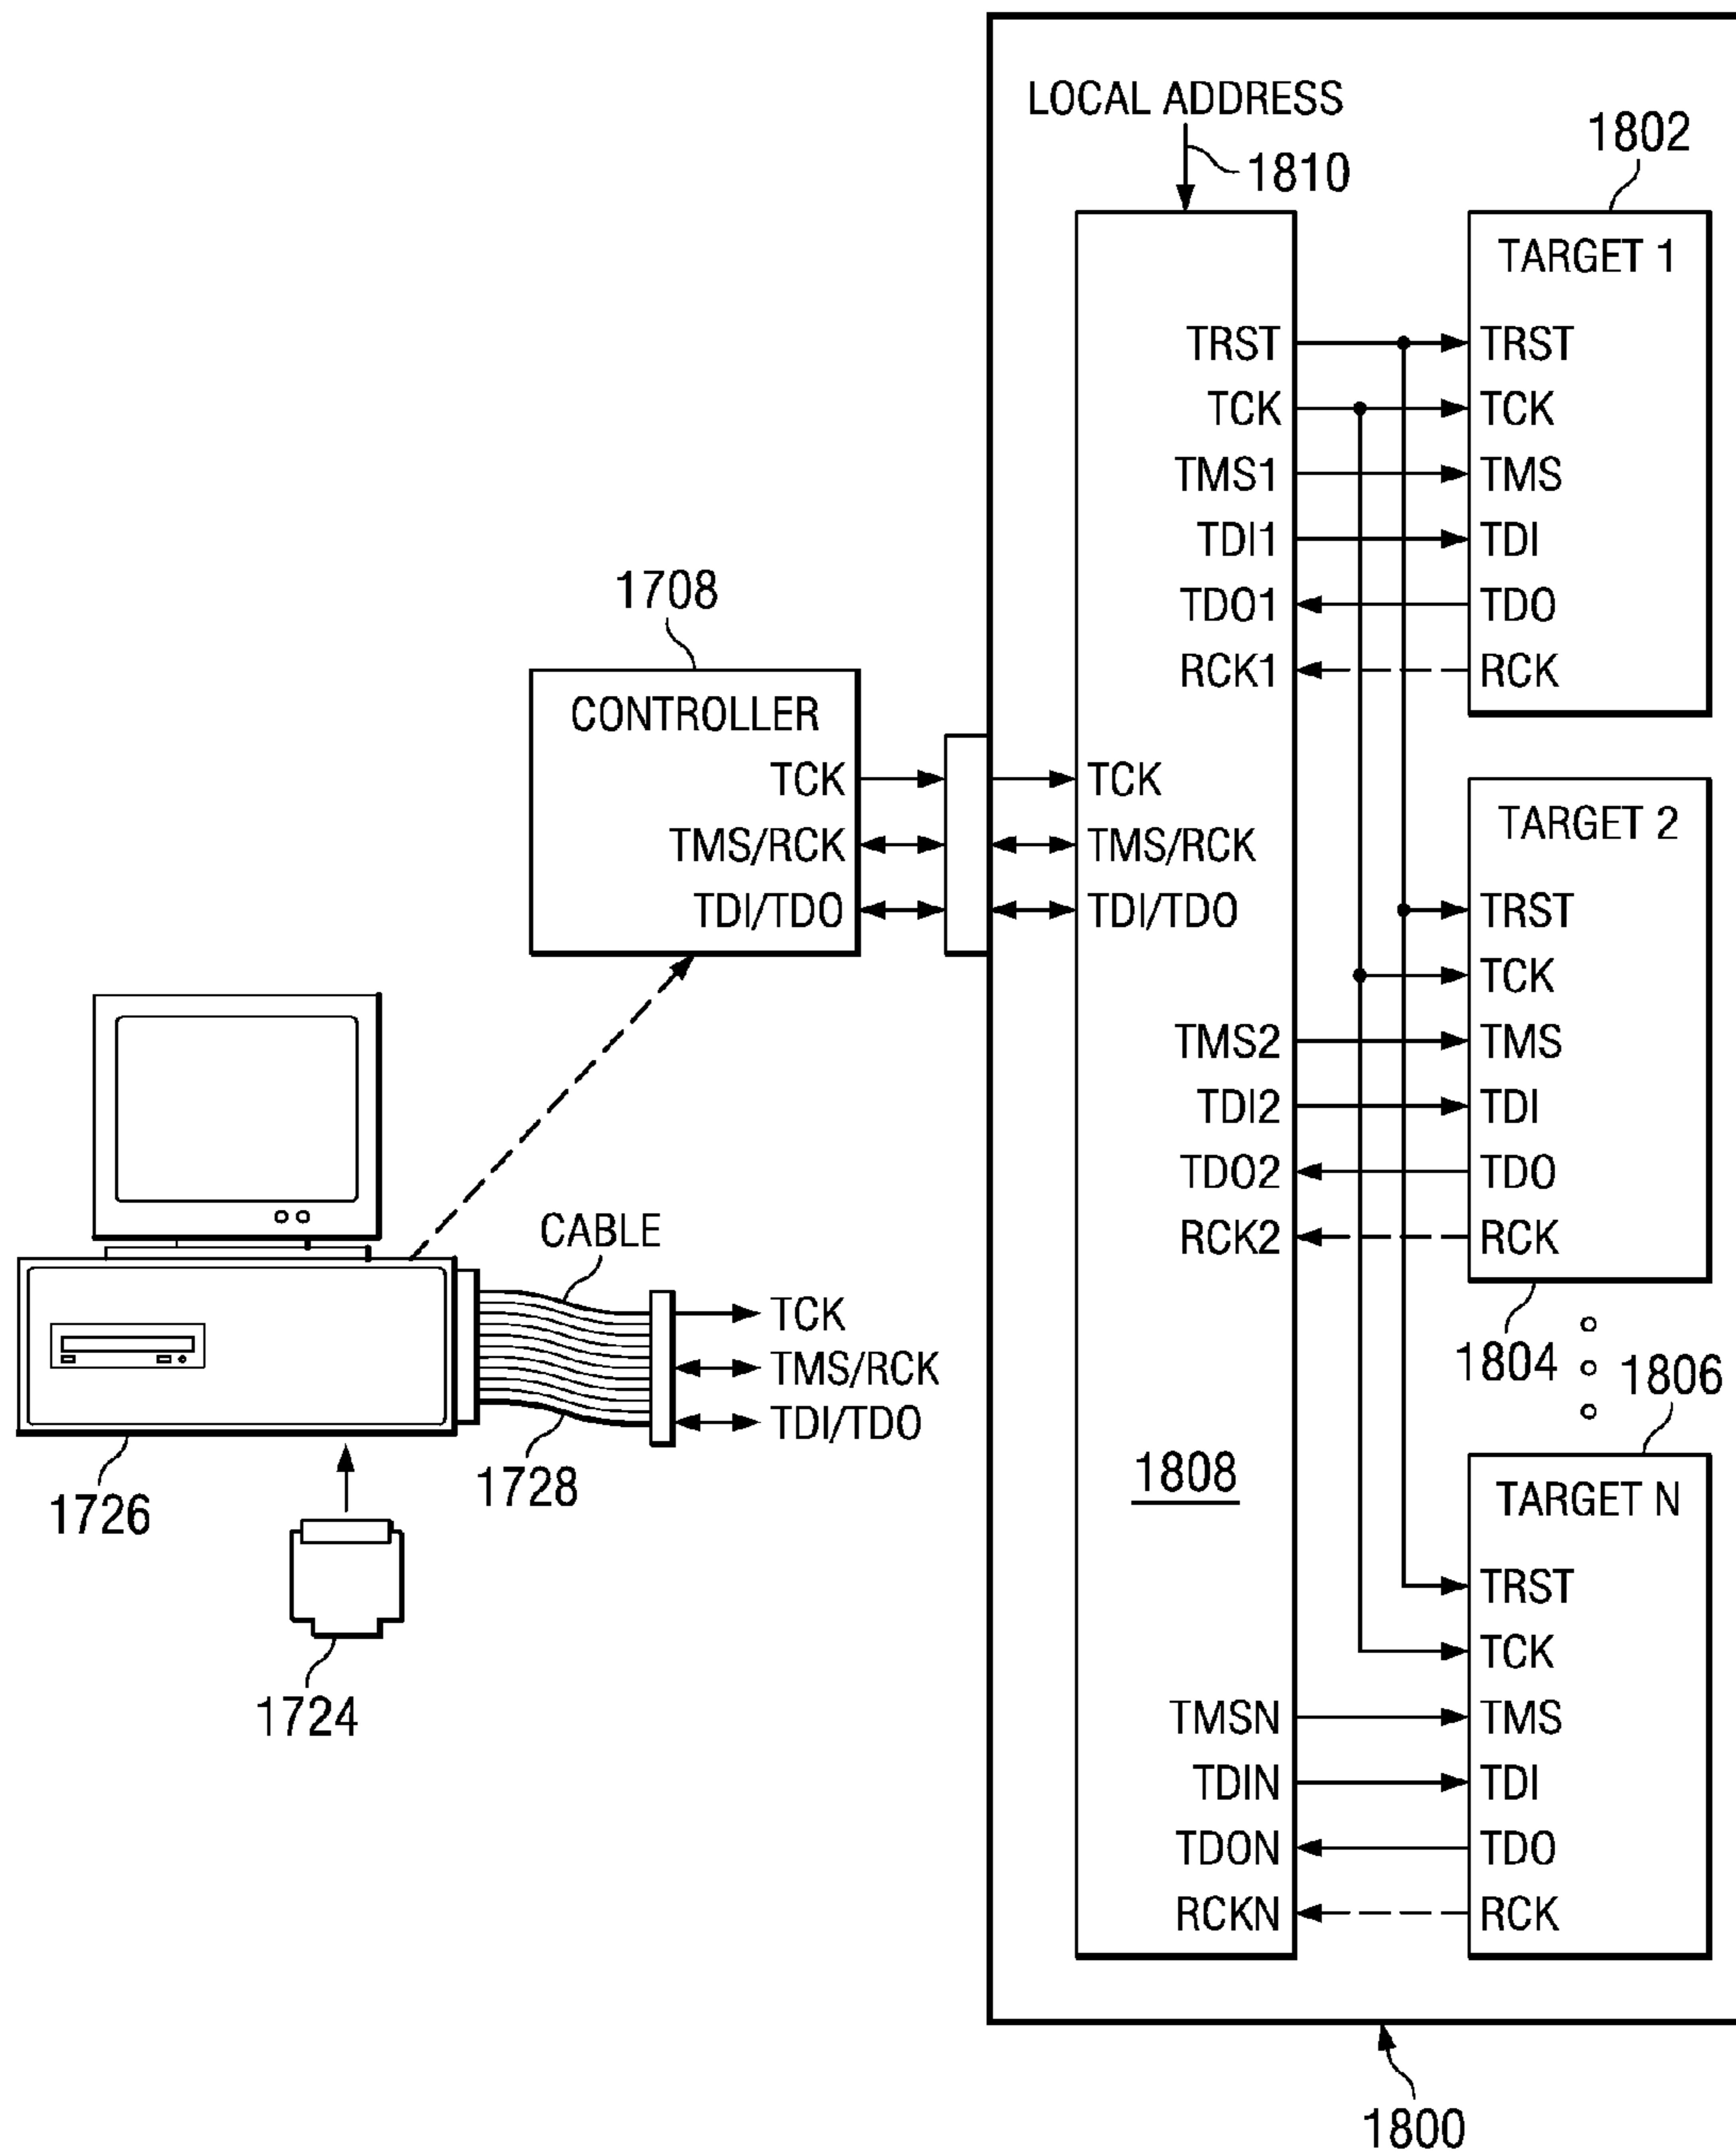 LOCAL ADDRESS
1810
1802
TARGET 1
TRST
TRST
TCK
TCK
TMS1
TMS
TDI1
TDI
TDO1
TDO
RCK1
RCK
1708
CONTROLLER
TCK
TCK
TMS/RCK
TMS/RCK
TDI/TDO
TDI/TDO
TARGET 2
TRST
TCK
TMS2
TMS
TDI2
TDI
TDO2
TDO
RCK2
RCK
1804
1806
CABLE
TCK
TMS/RCK
TDI/TDO
1726
1728
1724
1808
TARGET N
TRST
TCK
TMSN
TMS
TDIN
TDI
TDON
TDO
RCKN
RCK
1800